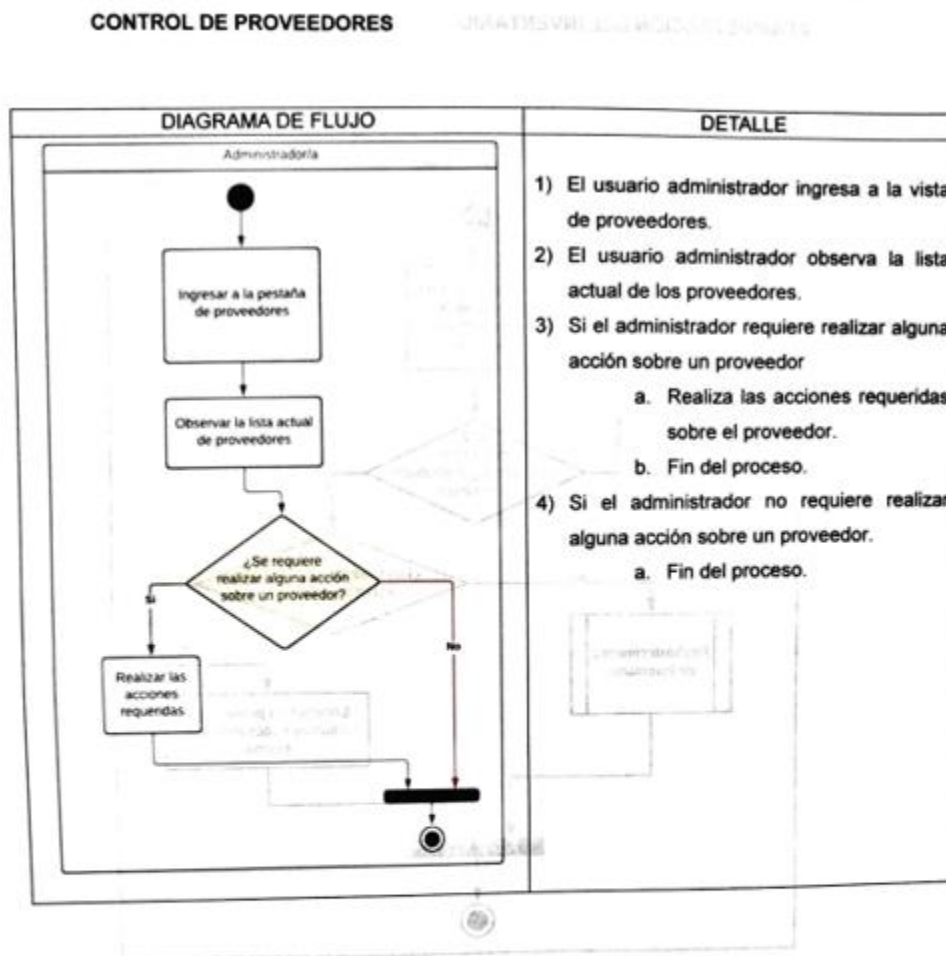 CONTROL DE PROVEEDORES
DIAGRAMA DE FLUJO
Administrador/a
Ingresar a la pestaña
de proveedores
Observar la lista actual
de proveedores
¿Se requiere
realizar alguna acción
sobre un proveedor?
Si
No
Realizar las
acciones
requeridas
DETALLE
1) El usuario administrador ingresa a la vista
de proveedores.
2) El usuario administrador observa la lista
actual de los proveedores.
3) Si el administrador requiere realizar alguna
acción sobre un proveedor
a. Realiza las acciones requeridas
sobre el proveedor.
b. Fin del proceso.
4) Si el administrador no requiere realizar
alguna acción sobre un proveedor.
a. Fin del proceso.